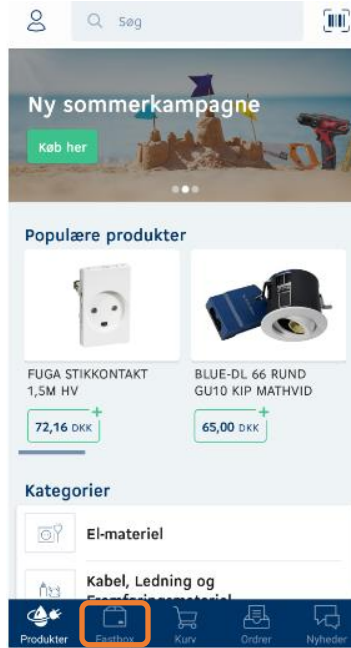 Søg
Ny sommerkampagne
Køb her
Populære produkter
FUGA STIKKONTAKT
1,5M HV
72,16 DKK
BLUE-DL 66 RUND
GU10 KIP MATHVID
65,00 DKK
Kategorier
El-materiel
Kabel, Ledning og
Fremføringsmateriel
Produkter
Fastbox
Kurv
Ordrer
Nyheder